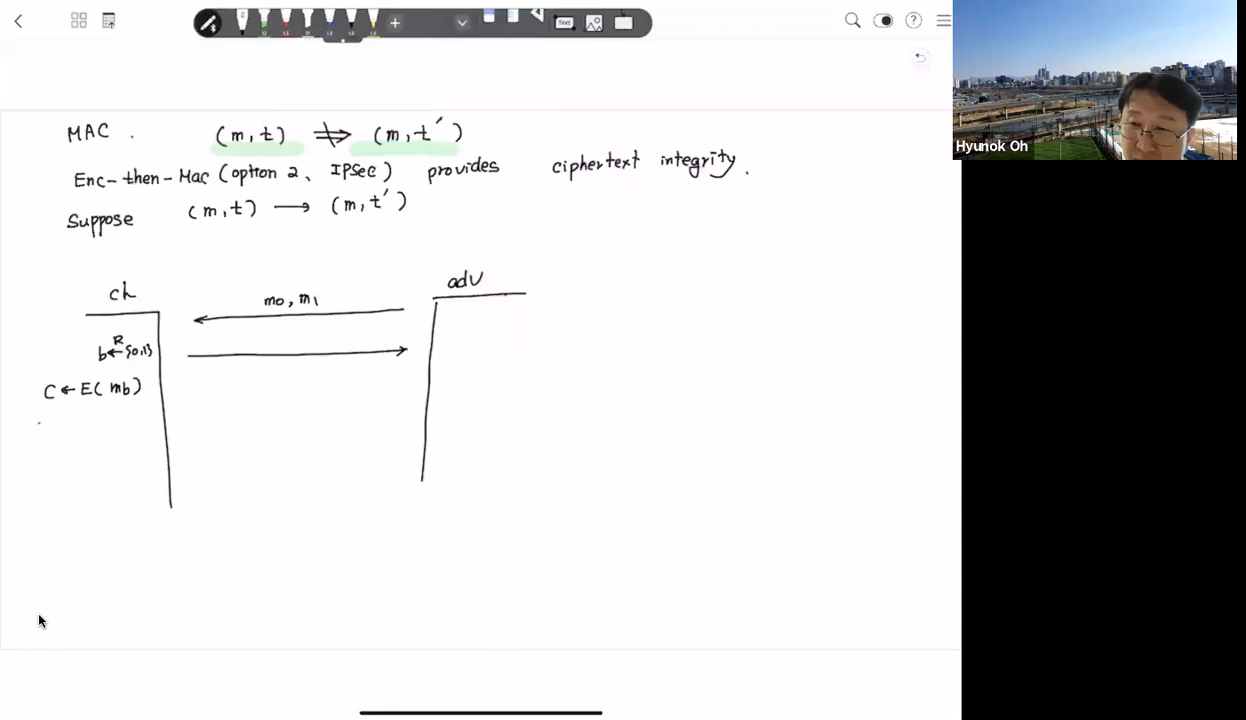 MAC. (m,t) ⇏ (m,t′)
Enc-then-Mac (option 2, IPSec) provides ciphertext integrity.
Suppose (m,t) → (m,t′)
ch
adv
m0, m1
b ←R {0,1}
C ← E(mb)
Text
Hyunok Oh